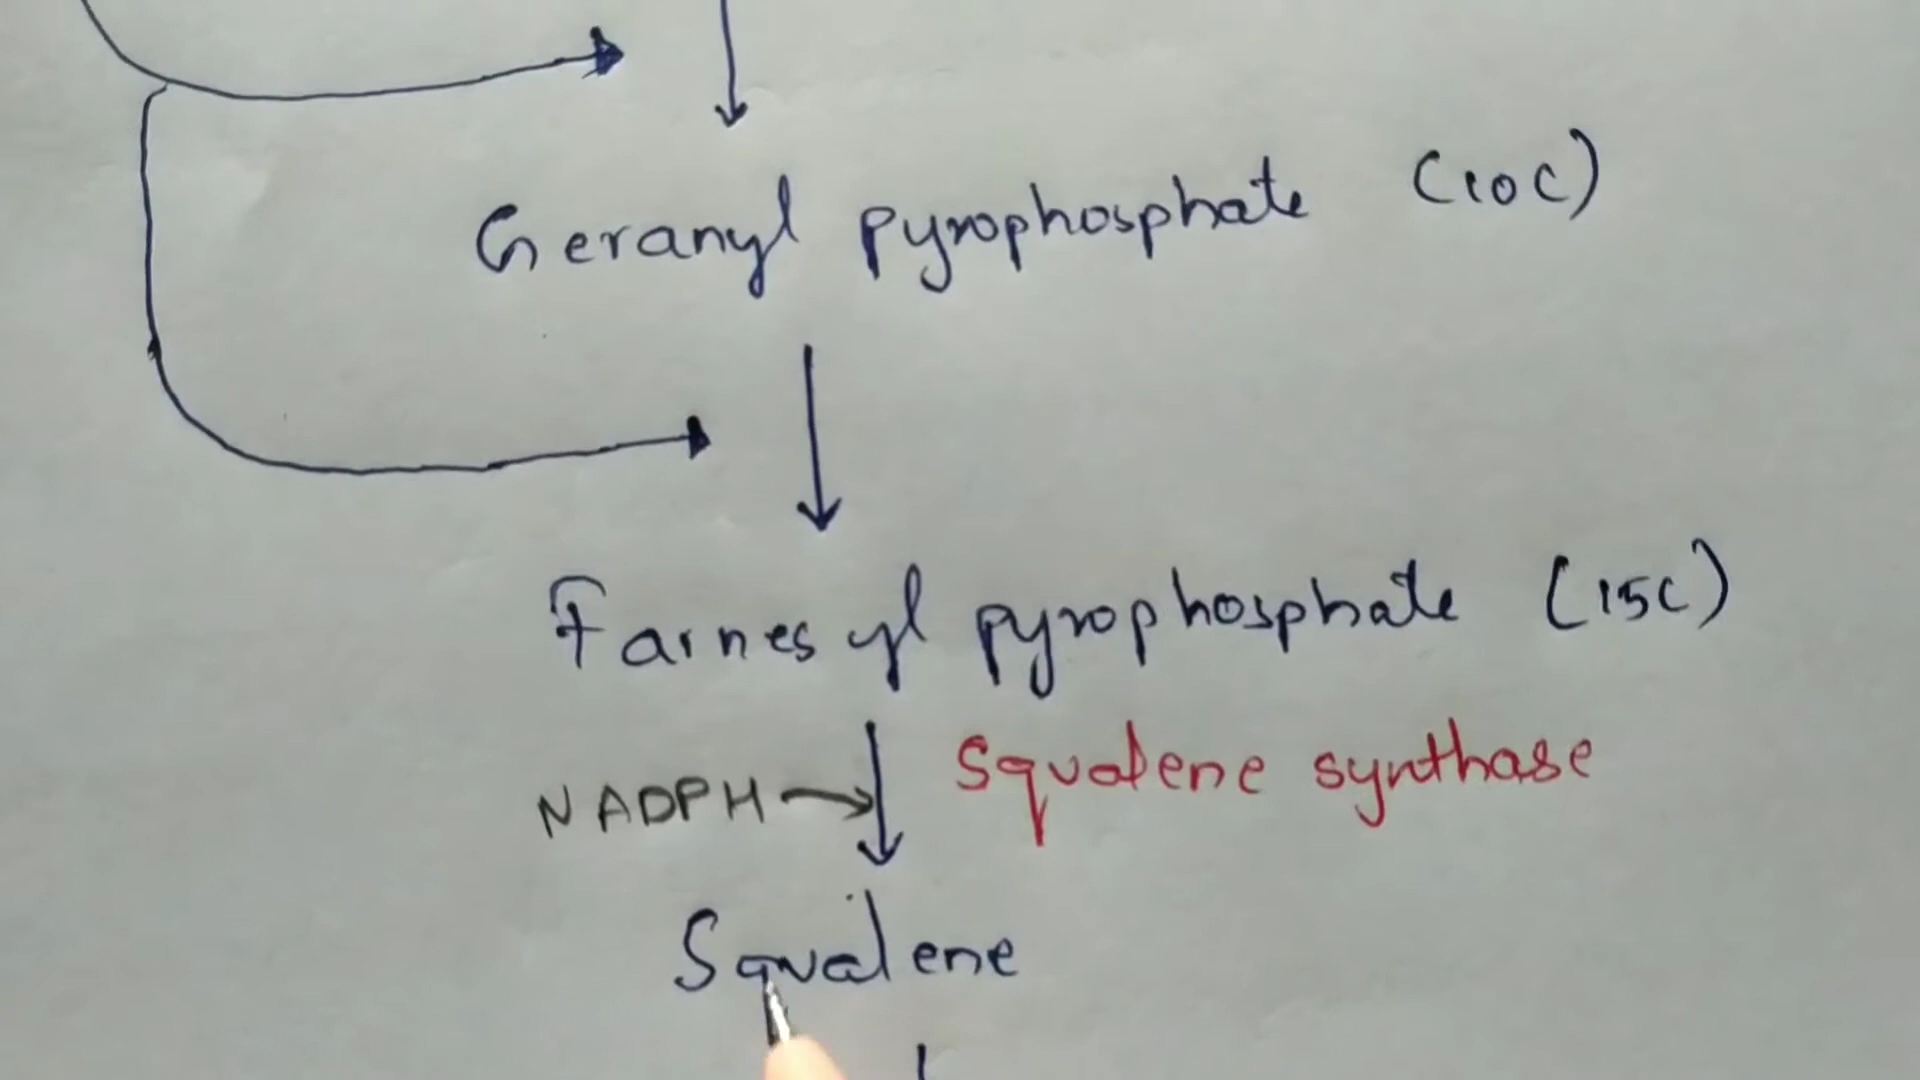 Geranyl pyrophosphate (10C)
Farnesyl pyrophosphate (15C)
NADPH → Squalene synthase
Squalene